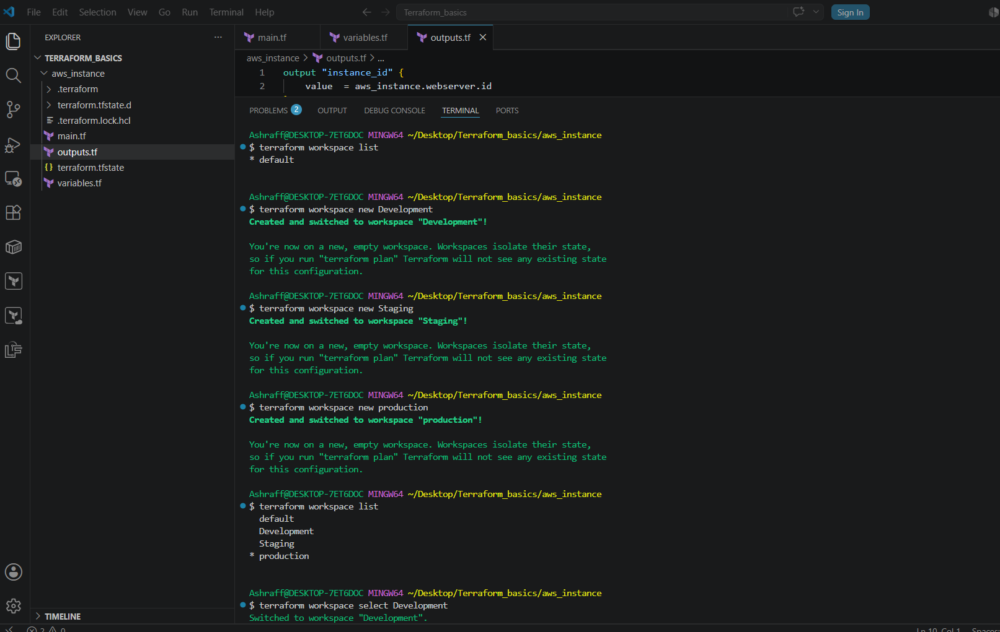 File Edit Selection View Go Run Terminal Help
Terraform_basics
Sign In
EXPLORER
TERRAFORM_BASICS
aws_instance
.terraform
terraform.tfstate.d
.terraform.lock.hcl
main.tf
outputs.tf
{} terraform.tfstate
variables.tf
TIMELINE
main.tf
variables.tf
outputs.tf
aws_instance > outputs.tf > ...
1 output "instance_id" {
2 value = aws_instance.webserver.id
PROBLEMS 2 OUTPUT DEBUG CONSOLE TERMINAL PORTS
Ashraff@DESKTOP-7ET6DOC MINGW64 ~/Desktop/Terraform_basics/aws_instance
$ terraform workspace list
* default
Ashraff@DESKTOP-7ET6DOC MINGW64 ~/Desktop/Terraform_basics/aws_instance
$ terraform workspace new Development
Created and switched to workspace "Development"!
You're now on a new, empty workspace. Workspaces isolate their state,
so if you run "terraform plan" Terraform will not see any existing state
for this configuration.
Ashraff@DESKTOP-7ET6DOC MINGW64 ~/Desktop/Terraform_basics/aws_instance
$ terraform workspace new Staging
Created and switched to workspace "Staging"!
You're now on a new, empty workspace. Workspaces isolate their state,
so if you run "terraform plan" Terraform will not see any existing state
for this configuration.
Ashraff@DESKTOP-7ET6DOC MINGW64 ~/Desktop/Terraform_basics/aws_instance
$ terraform workspace new production
Created and switched to workspace "production"!
You're now on a new, empty workspace. Workspaces isolate their state,
so if you run "terraform plan" Terraform will not see any existing state
for this configuration.
Ashraff@DESKTOP-7ET6DOC MINGW64 ~/Desktop/Terraform_basics/aws_instance
$ terraform workspace list
default
Development
Staging
* production
Ashraff@DESKTOP-7ET6DOC MINGW64 ~/Desktop/Terraform_basics/aws_instance
$ terraform workspace select Development
Switched to workspace "Development".
2 0
Ln 10, Col 1 Spaces: